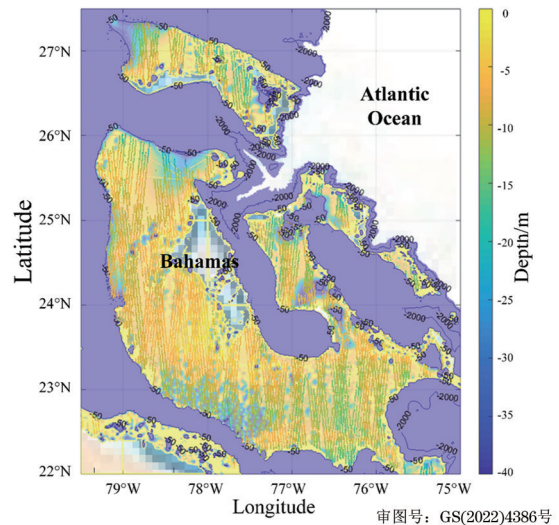 27°N
26°N
25°N
24°N
23°N
22°N
Latitude
79°W
78°W
77°W
76°W
75°W
Longitude
Atlantic
Ocean
Bahamas
0
-5
-10
-15
-20
-25
-30
-35
-40
Depth/m
-50
-2000
审图号：GS(2022)4386号